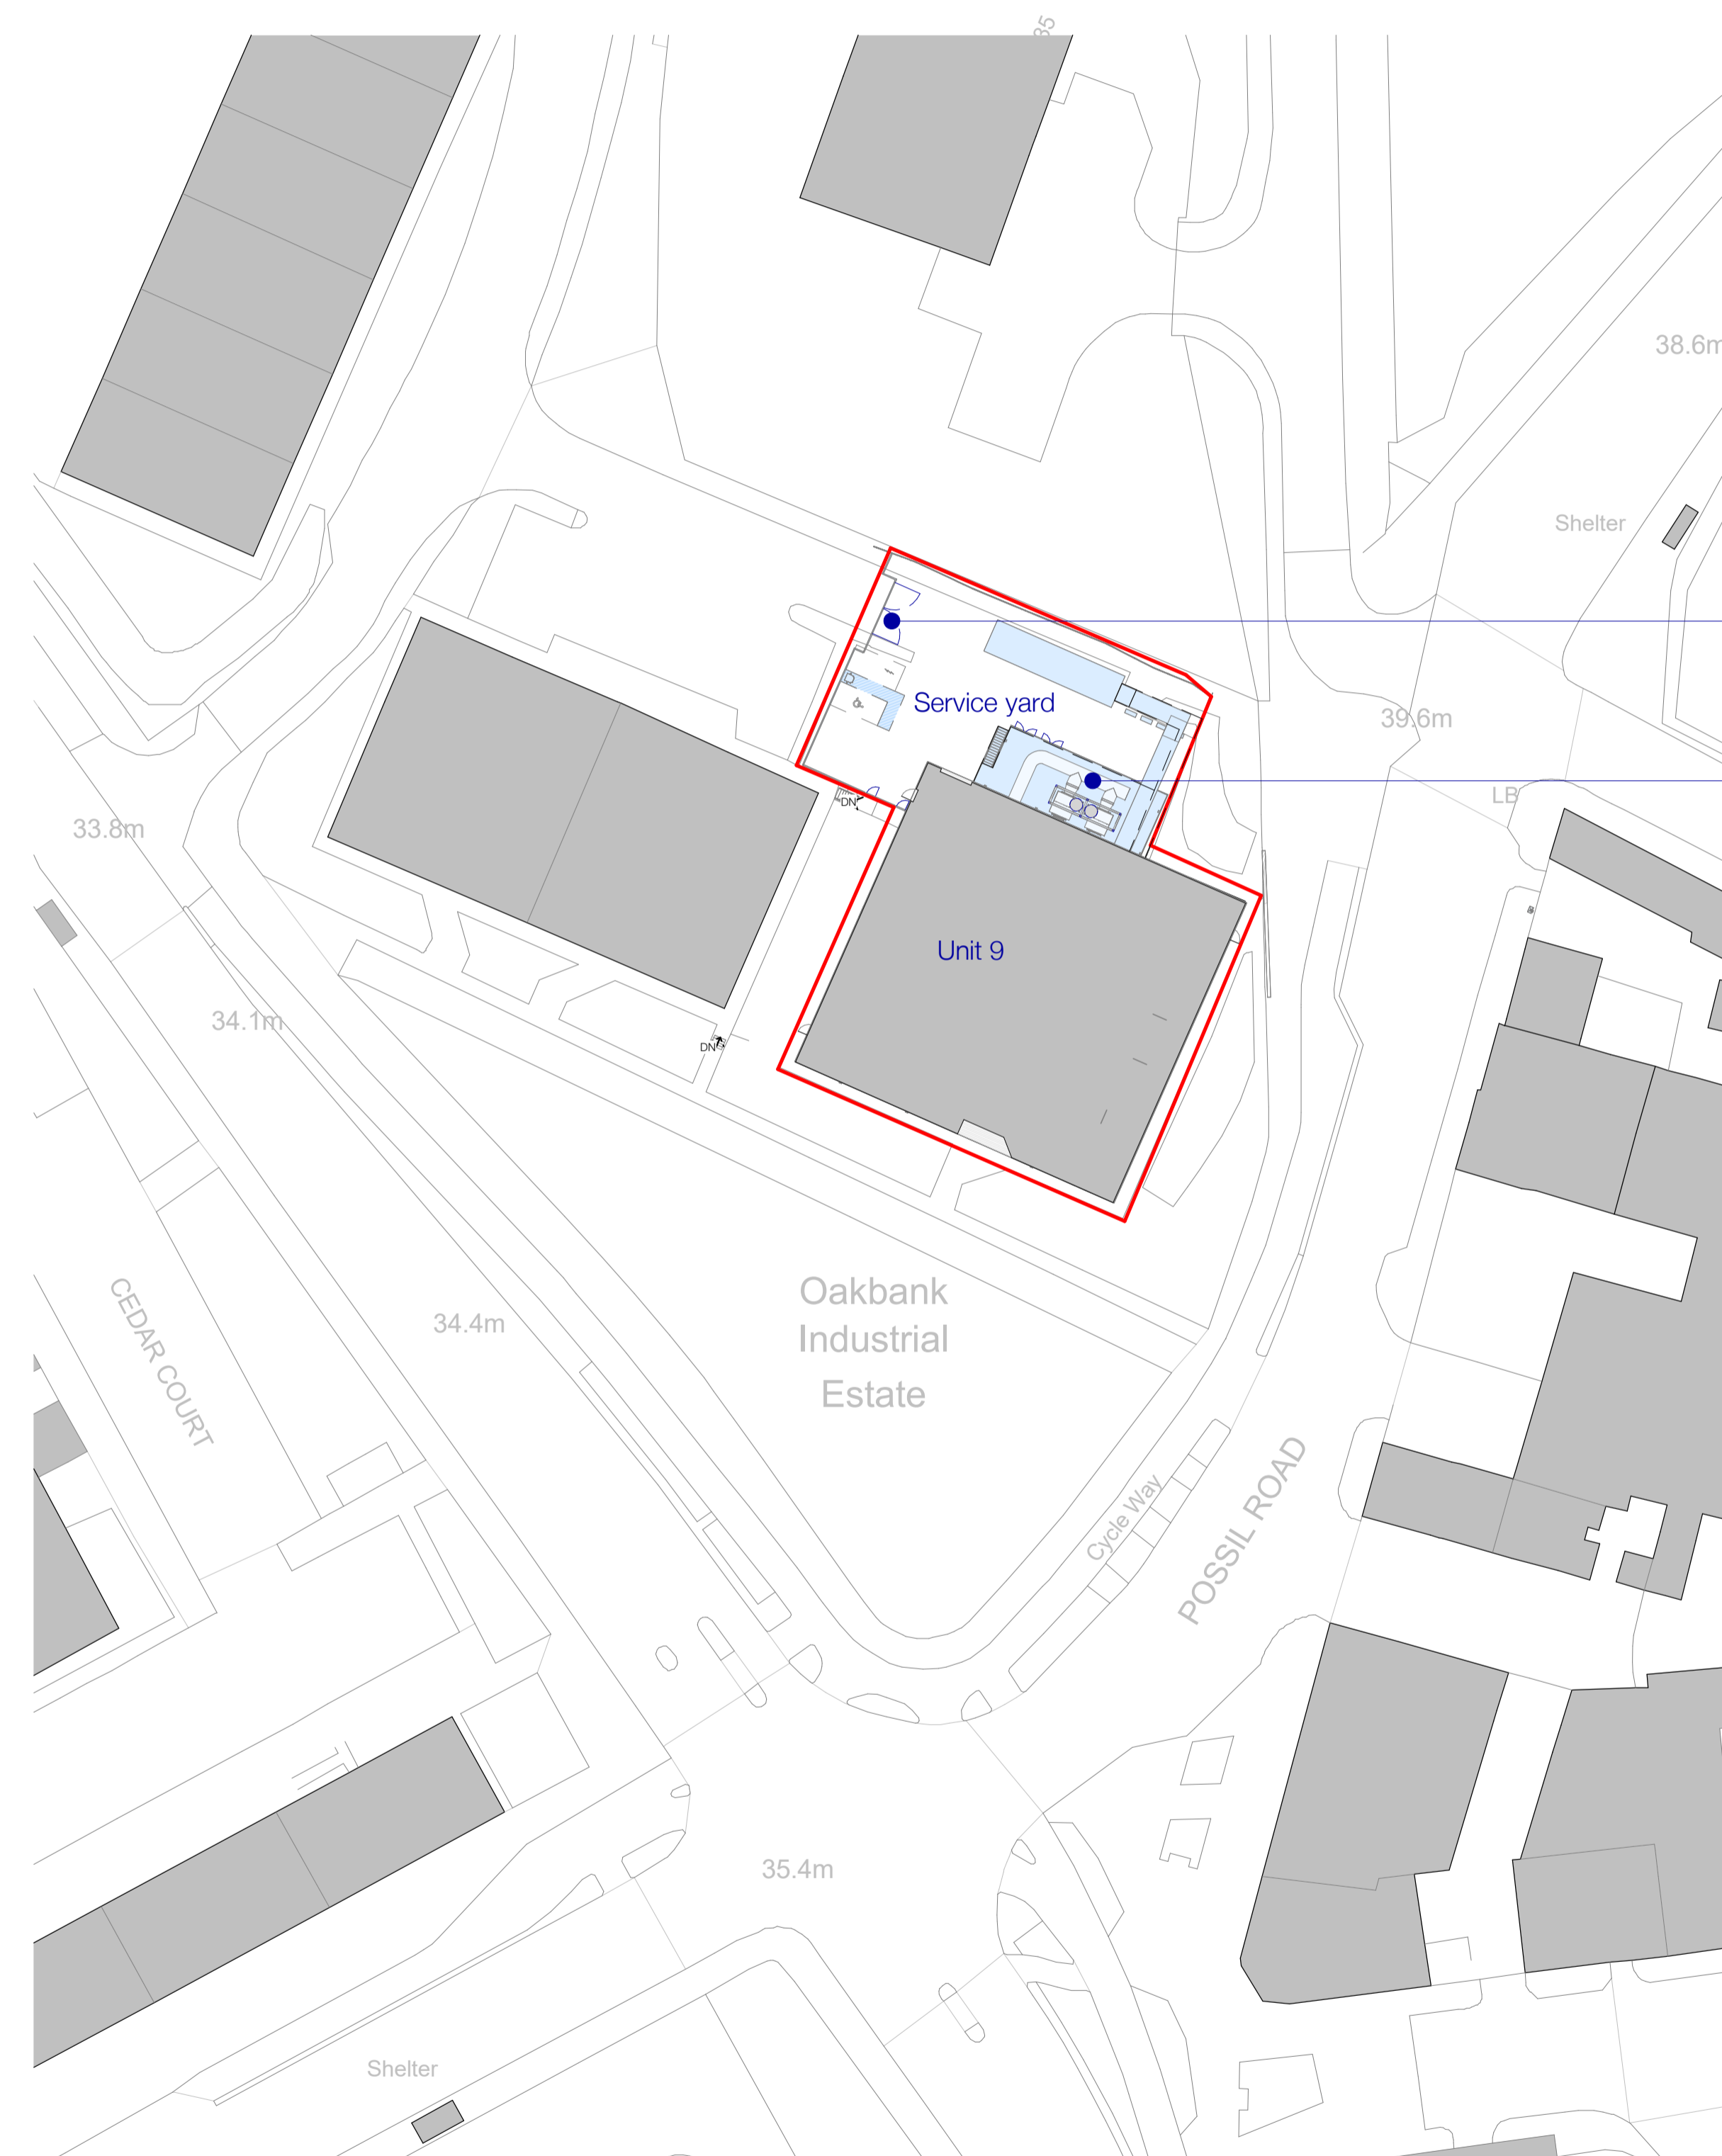 35
38.6m
Shelter
Service yard
39.6m
LB
DN
33.8m
Unit 9
34.1m
DN
Oakbank
Industrial
Estate
CEDAR COURT
34.4m
Cycle Way
POSSIL ROAD
35.4m
Shelter